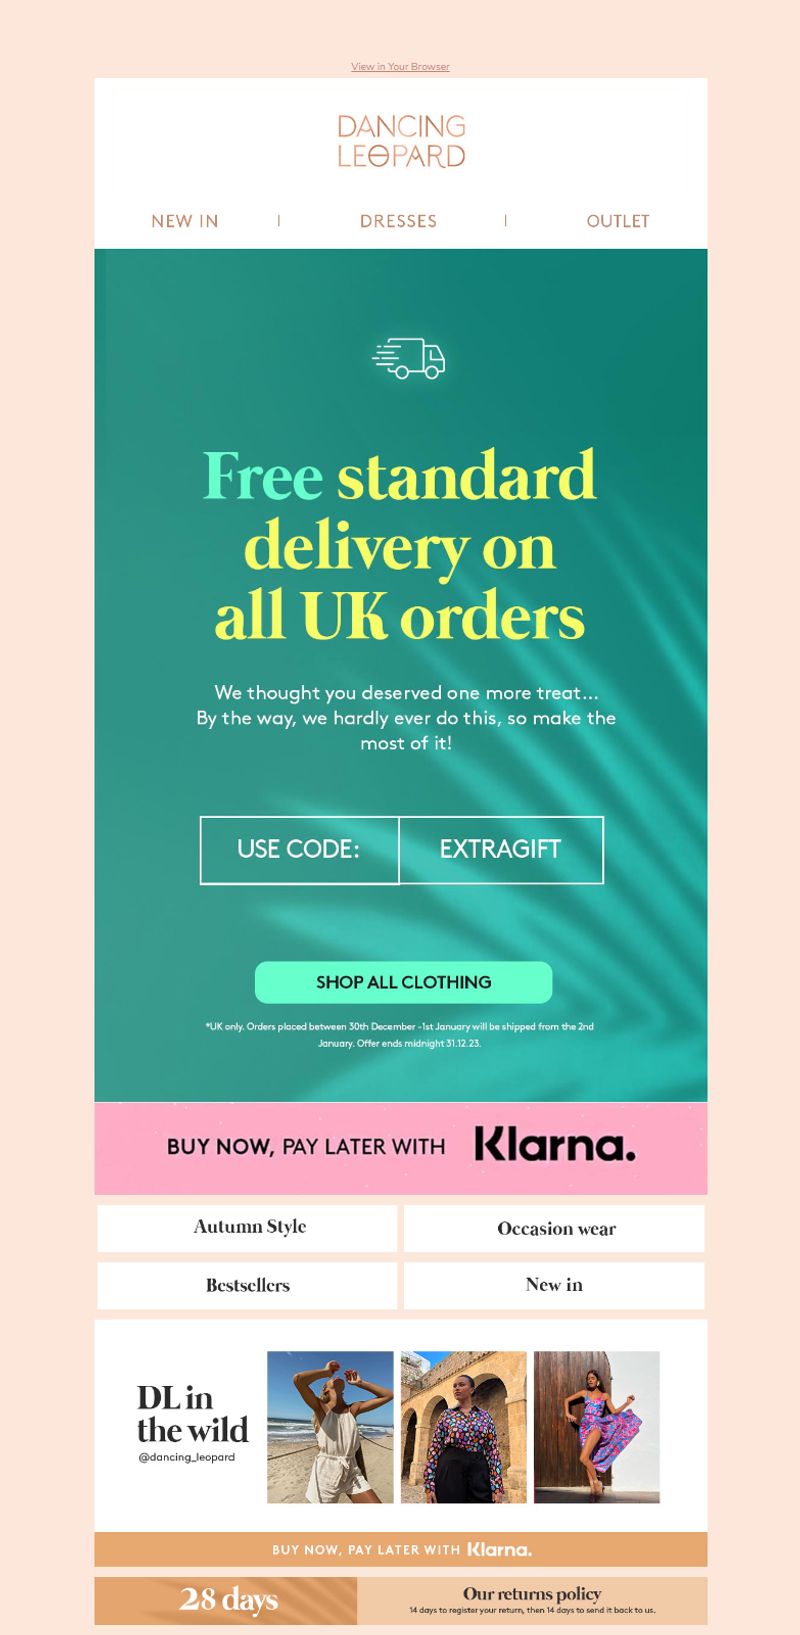 View in Your Browser
DANCING
LEOPARD
NEW IN | DRESSES | OUTLET
Free standard
delivery on
all UK orders
We thought you deserved one more treat...
By the way, we hardly ever do this, so make the
most of it!
USE CODE: EXTRAGIFT
SHOP ALL CLOTHING
*UK only. Orders placed between 30th December -1st January will be shipped from the 2nd
January. Offer ends midnight 31.12.23.
BUY NOW, PAY LATER WITH Klarna.
Autumn Style
Occasion wear
Bestsellers
New in
DL in
the wild
@dancing_leopard
BUY NOW, PAY LATER WITH Klarna.
28 days
Our returns policy
14 days to register your return, then 14 days to send it back to us.